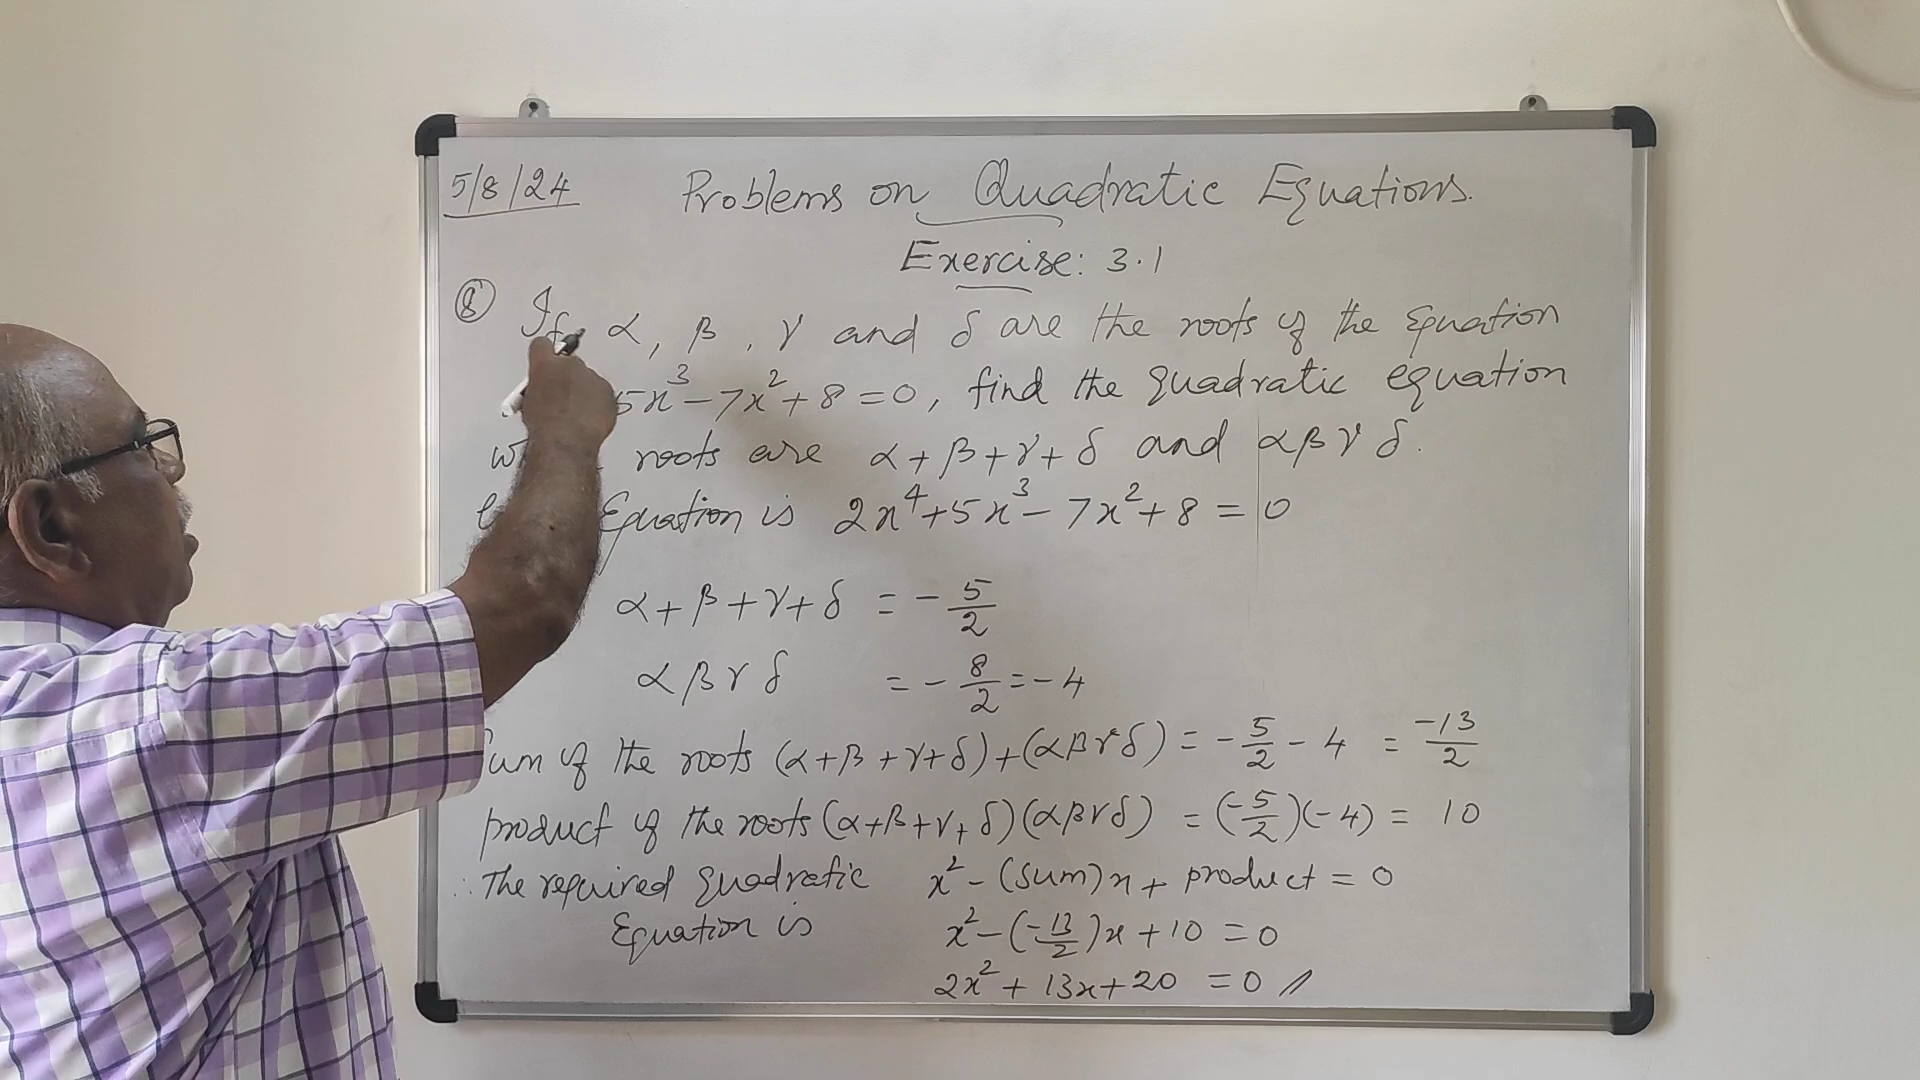 5/8/24 Problems on Quadratic Equations.
Exercise: 3.1
⑧ If α, β, γ and δ are the roots of the equation
5x³ - 7x² + 8 = 0, find the quadratic equation
roots are α + β + γ + δ and αβγδ.
Equation is 2x⁴ + 5x³ - 7x² + 8 = 0
α + β + γ + δ = - 5/2
αβγδ = - 8/2 = - 4
Sum of the roots (α + β + γ + δ) + (αβγδ) = - 5/2 - 4 = -13/2
product of the roots (α + β + γ + δ)(αβγδ) = (-5/2)(-4) = 10
∴ The required quadratic x² - (sum)x + product = 0
Equation is x² - (-13/2)x + 10 = 0
2x² + 13x + 20 = 0 //